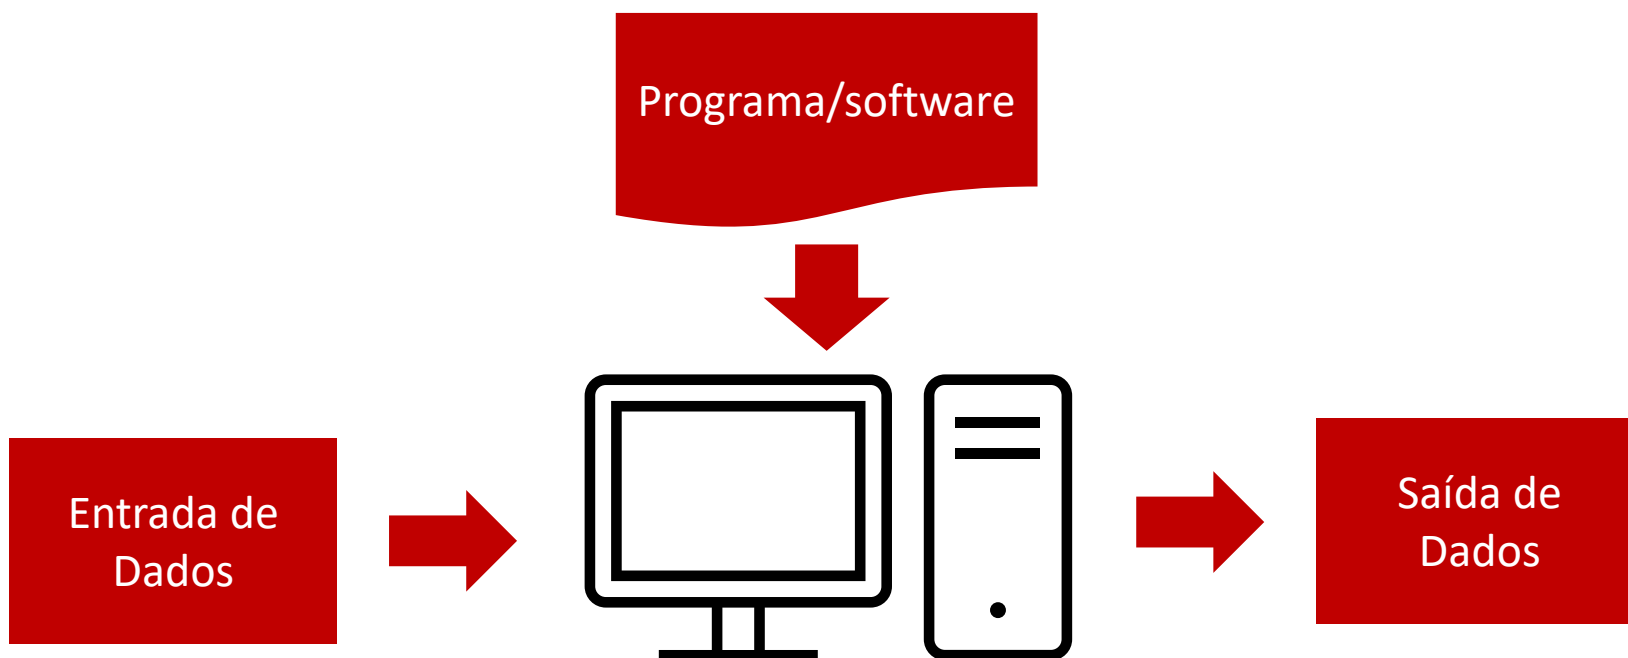 Programa/software
Entrada de
Dados
Saída de
Dados